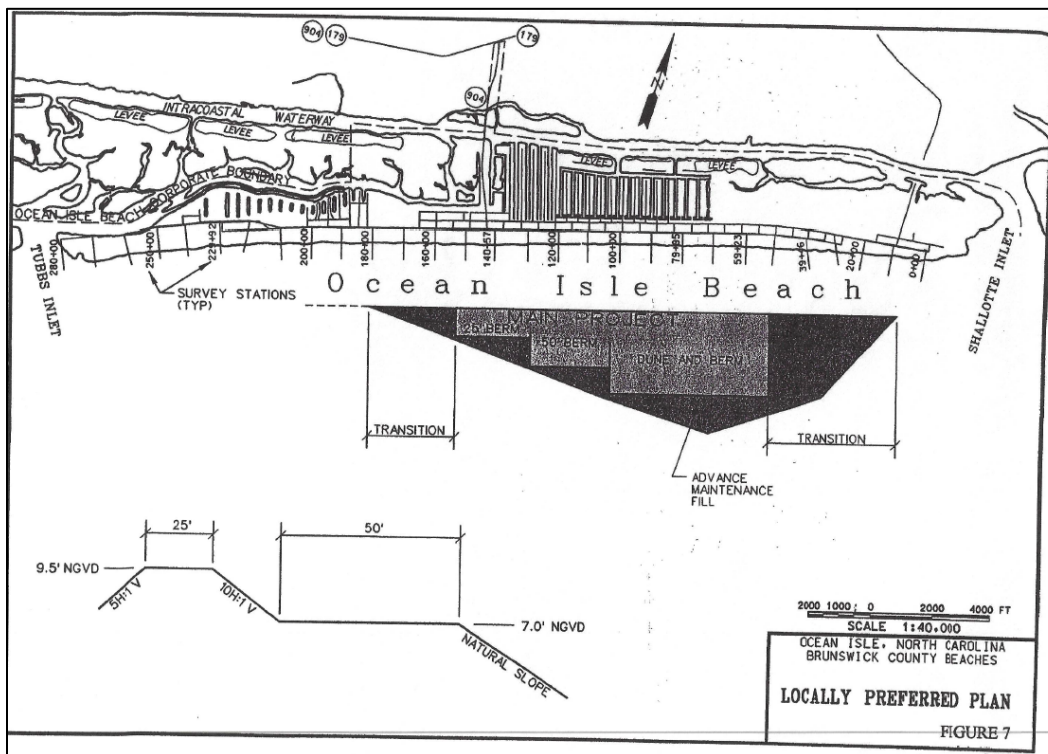 904 179
179
904
N
INTRACOASTAL WATERWAY
LEVEE
LEVEE
LEVEE
LEVEE
LEVEE
OCEAN ISLE BEACH CORPORATE BOUNDARY
280+00
250+00
229+92
200+00
180+00
160+00
140+57
120+00
100+00
79+95
59+23
39+06
20+00
0+00
TUBBS INLET
SHALLOTTE INLET
SURVEY STATIONS
(TYP)
Ocean Isle Beach
MAIN PROJECT
25' BERM
50' BERM
DUNE AND BERM
TRANSITION
TRANSITION
ADVANCE
MAINTENANCE
FILL
25'
50'
9.5' NGVD
5H:1V
10H:1V
7.0' NGVD
NATURAL SLOPE
2000 1000 0 2000 4000 FT
SCALE 1:40,000
OCEAN ISLE, NORTH CAROLINA
BRUNSWICK COUNTY BEACHES
LOCALLY PREFERRED PLAN
FIGURE 7